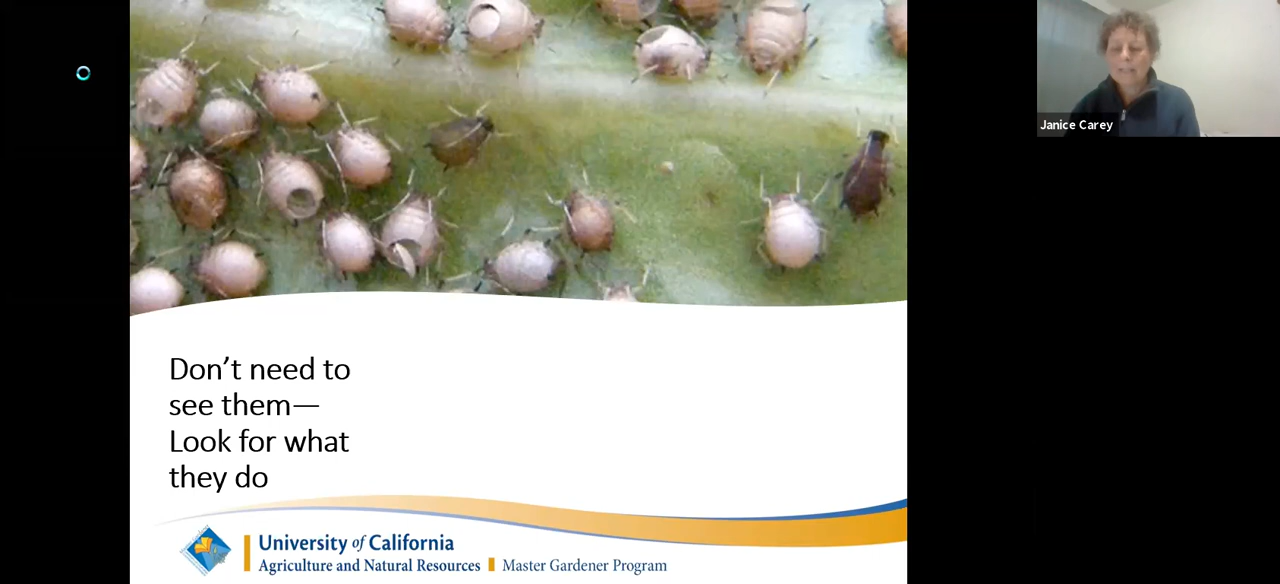 Janice Carey
Don’t need to
see them—
Look for what
they do
University of California
Agriculture and Natural Resources Master Gardener Program